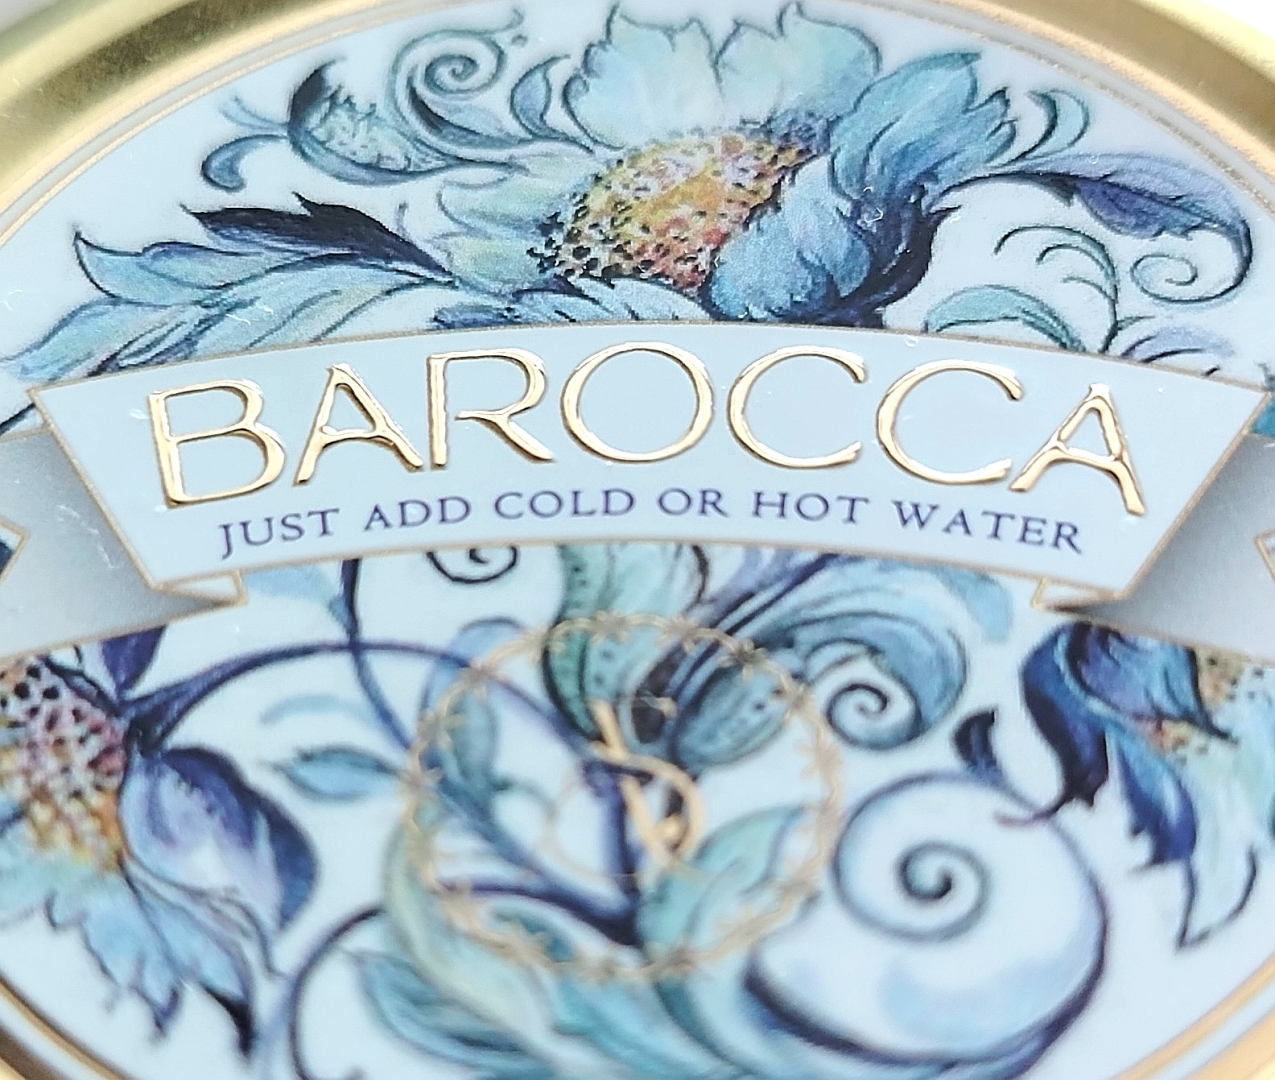 BAROCCA
JUST ADD COLD OR HOT WATER